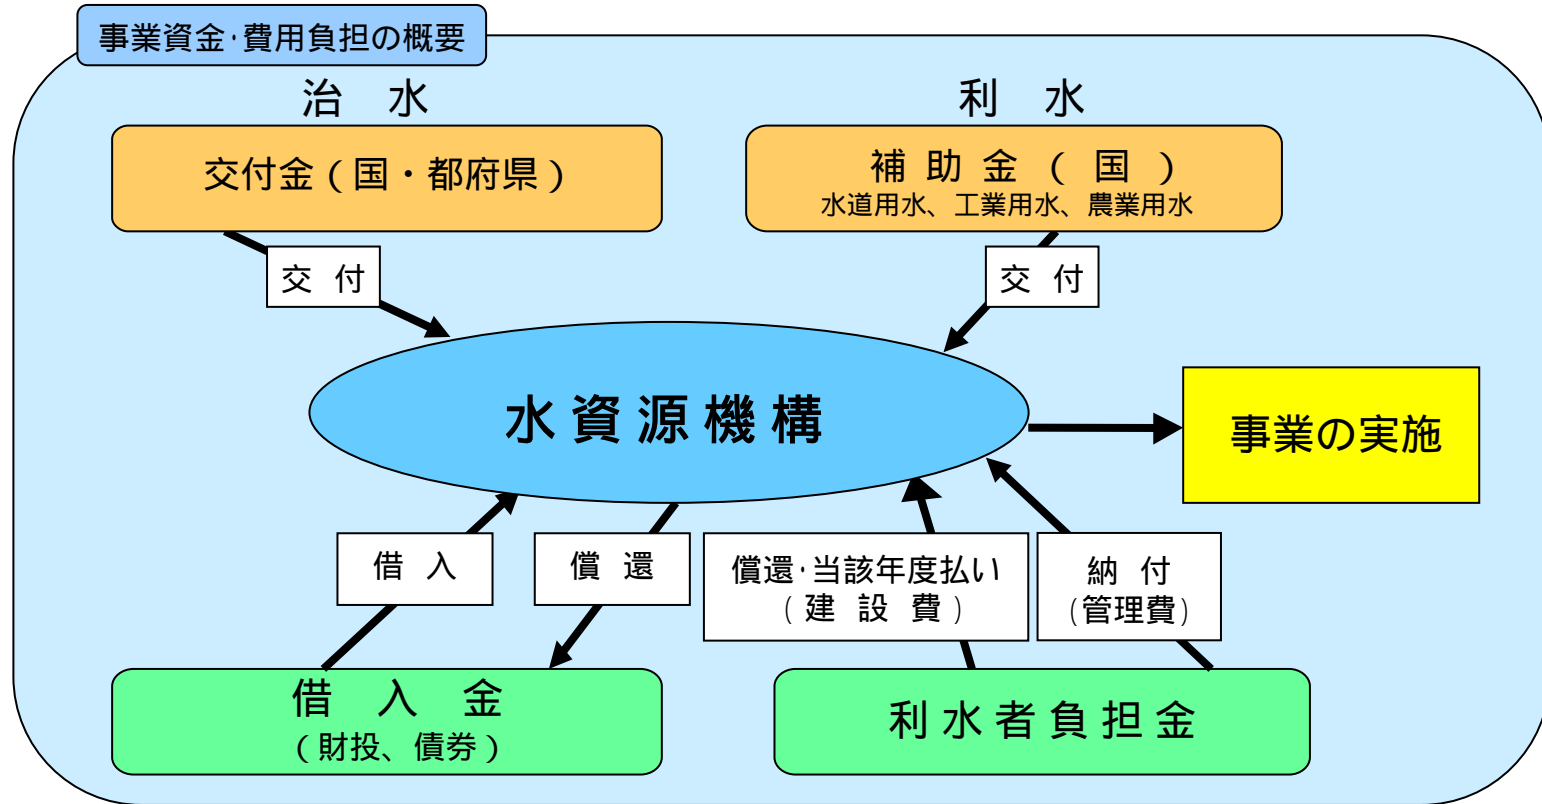 事業資金・費用負担の概要
治 水
利 水
交付金(国・都府県)
補 助 金 ( 国 )
水道用水、工業用水、農業用水
交 付
交 付
水資源機構
事業の実施
借 入
償 還
償還・当該年度払い
(建 設 費)
納 付
(管理費)
借 入 金
(財投、債券)
利水者負担金